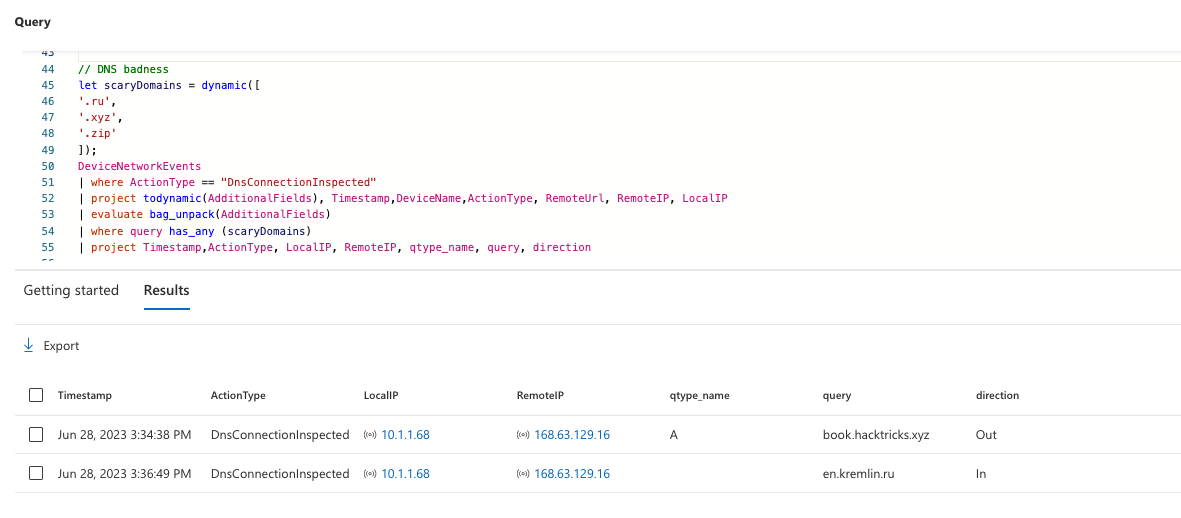 Query
43
44 // DNS badness
45 let scaryDomains = dynamic([
46 '.ru',
47 '.xyz',
48 '.zip'
49 ]);
50 DeviceNetworkEvents
51 | where ActionType == "DnsConnectionInspected"
52 | project todynamic(AdditionalFields), Timestamp,DeviceName,ActionType, RemoteUrl, RemoteIP, LocalIP
53 | evaluate bag_unpack(AdditionalFields)
54 | where query has_any (scaryDomains)
55 | project Timestamp,ActionType, LocalIP, RemoteIP, qtype_name, query, direction
Getting started Results
Export
Timestamp ActionType LocalIP RemoteIP qtype_name query direction
Jun 28, 2023 3:34:38 PM DnsConnectionInspected 10.1.1.68 168.63.129.16 A book.hacktricks.xyz Out
Jun 28, 2023 3:36:49 PM DnsConnectionInspected 10.1.1.68 168.63.129.16 en.kremlin.ru In